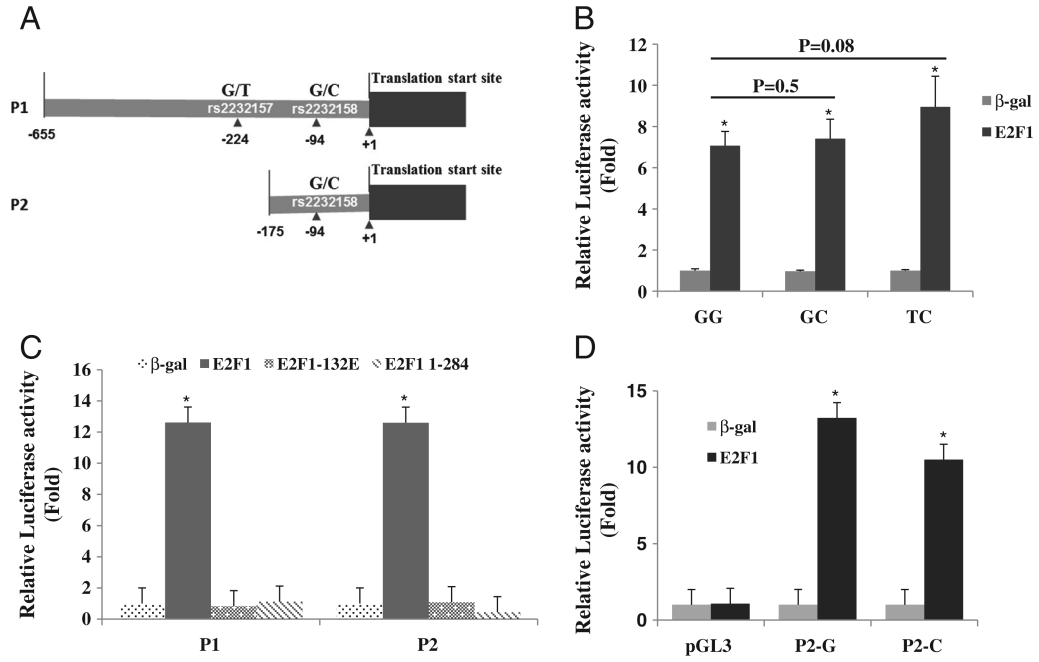 A
G/T
G/C
Translation start site
P1
rs2232157
rs2232158
-655
-224
-94
+1
G/C
Translation start site
P2
rs2232158
-175
-94
+1
B
Relative Luciferase activity
(Fold)
12
10
8
6
4
2
0
P=0.08
P=0.5
*
*
*
β-gal
E2F1
GG
GC
TC
C
β-gal
E2F1
E2F1-132E
E2F1 1-284
Relative Luciferase activity
(Fold)
16
14
12
10
8
6
4
2
0
*
*
P1
P2
D
Relative Luciferase activity
(Fold)
15
10
5
0
β-gal
E2F1
*
*
pGL3
P2-G
P2-C